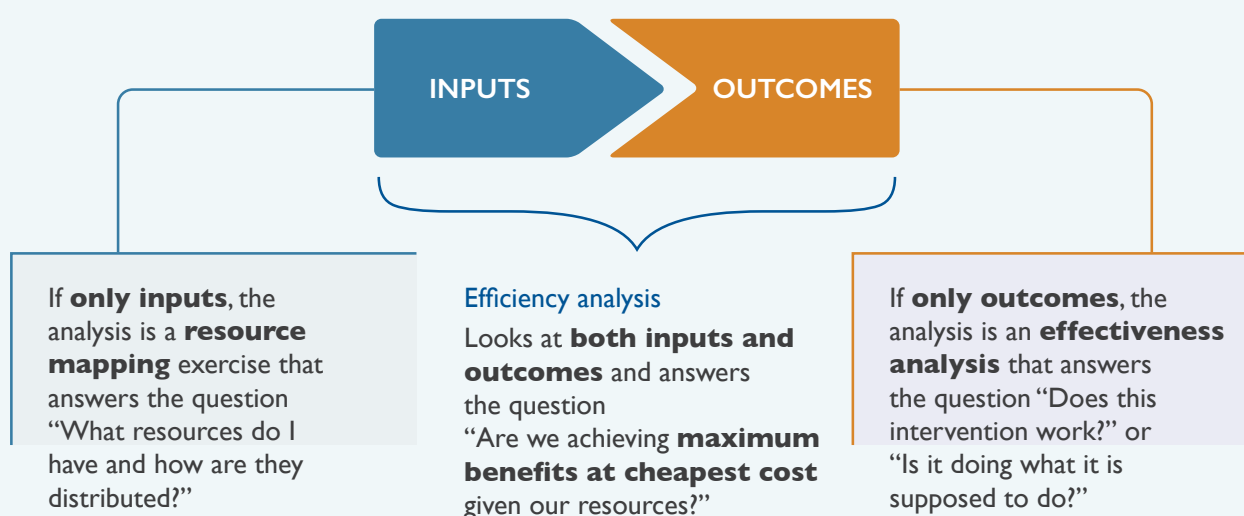 INPUTS
OUTCOMES
If only inputs, the
analysis is a resource
mapping exercise that
answers the question
“What resources do I
have and how are they
distributed?”
Efficiency analysis
Looks at both inputs and
outcomes and answers
the question
“Are we achieving maximum
benefits at cheapest cost
given our resources?”
If only outcomes, the
analysis is an effectiveness
analysis that answers
the question “Does this
intervention work?” or
“Is it doing what it is
supposed to do?”